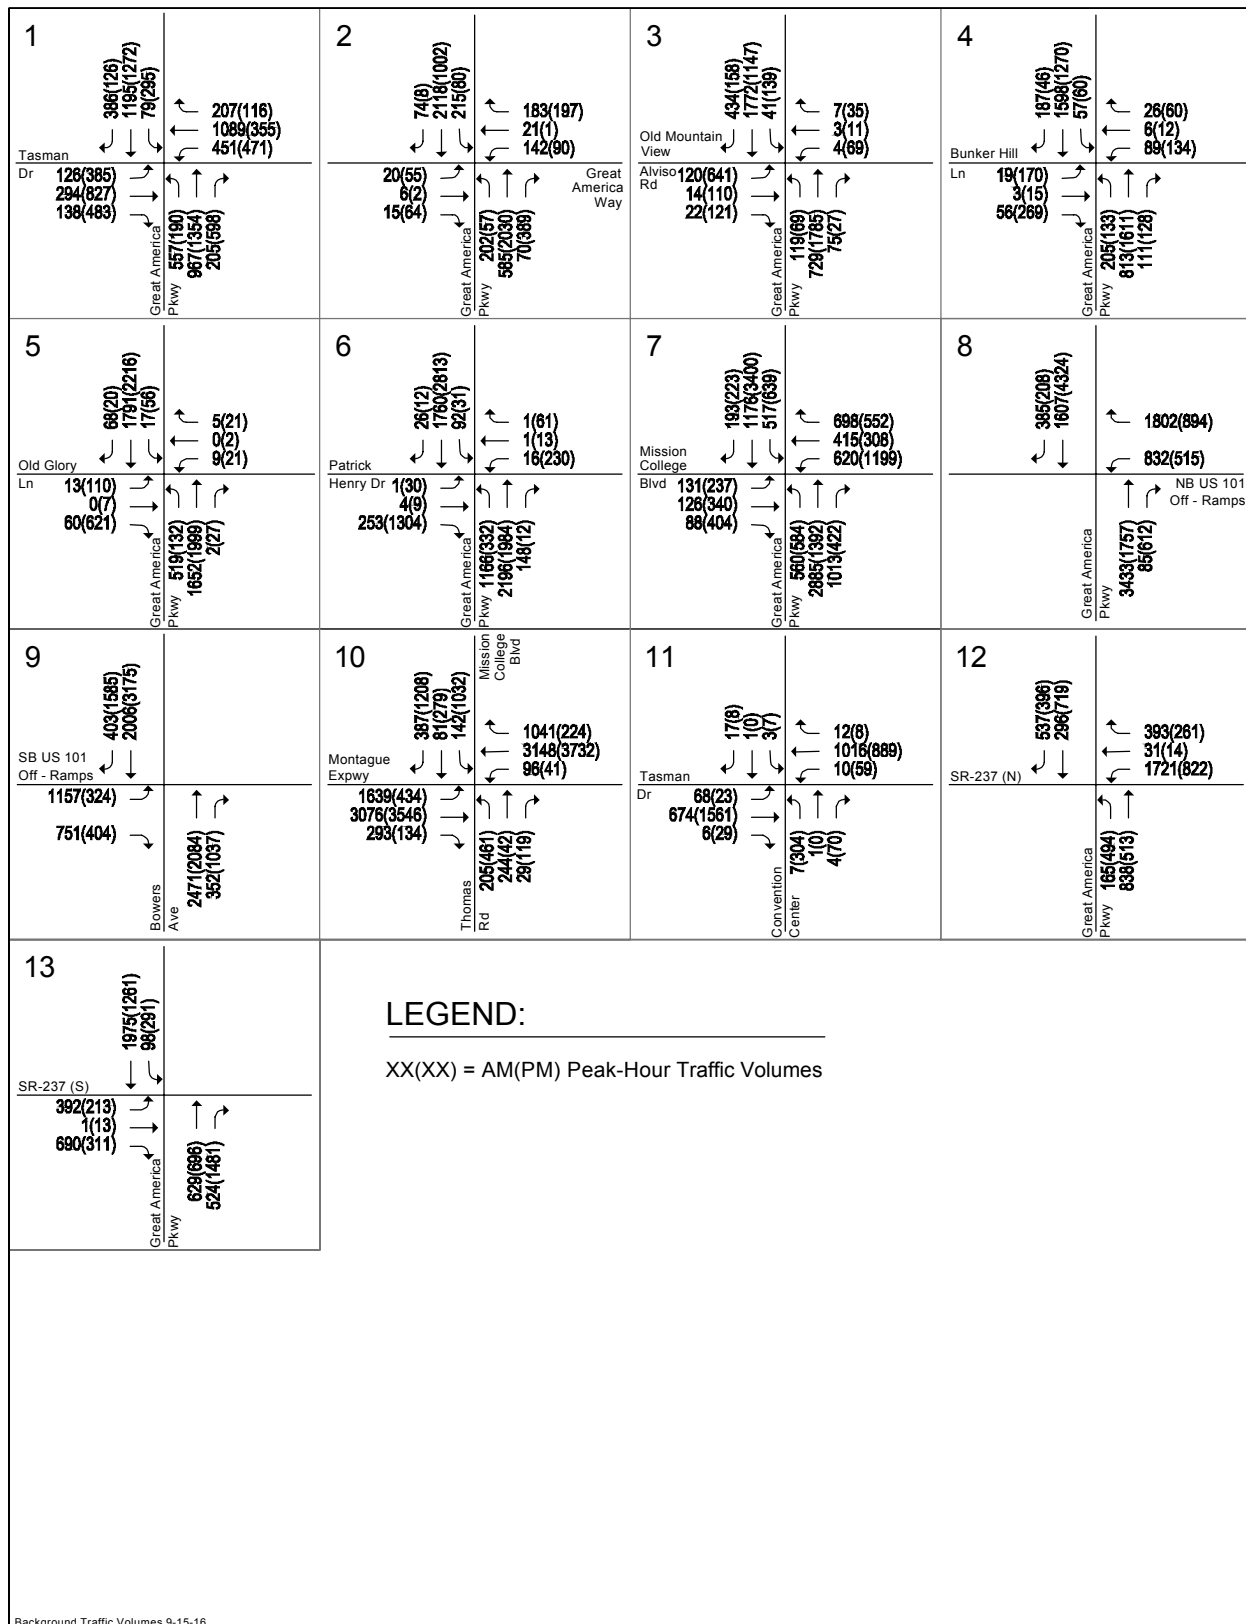 1
386(126)
1195(1272)
79(295)
207(116)
1089(355)
451(471)
Tasman
Dr
126(385)
294(827)
138(483)
Great America
Pkwy
557(190)
967(1354)
205(598)
2
74(8)
2118(1002)
215(80)
183(197)
21(1)
142(90)
Great
America
Way
20(55)
6(2)
15(64)
Great America
Pkwy
202(57)
585(2030)
70(389)
3
434(158)
1772(1147)
41(139)
7(35)
3(11)
4(69)
Old Mountain
View
Alviso
Rd
120(641)
14(110)
22(121)
Great America
Pkwy
119(69)
729(1785)
75(27)
4
187(46)
1598(1270)
57(60)
26(60)
6(12)
89(134)
Bunker Hill
Ln
19(170)
3(15)
56(269)
Great America
Pkwy
205(133)
813(1611)
111(128)
5
68(20)
1791(2216)
17(56)
5(21)
0(2)
9(21)
Old Glory
Ln
13(110)
0(7)
60(621)
Great America
Pkwy
519(132)
1652(1999)
2(27)
6
26(12)
1760(2813)
92(31)
1(61)
1(13)
16(230)
Patrick
Henry Dr
1(30)
4(9)
253(1304)
Great America
Pkwy
1166(332)
2196(1984)
148(12)
7
193(223)
1176(3400)
517(639)
698(552)
415(308)
620(1199)
Mission
College
Blvd
131(237)
126(340)
88(404)
Great America
Pkwy
560(584)
2885(1392)
1013(422)
8
385(208)
1607(4324)
1802(894)
832(515)
NB US 101
Off - Ramps
Great America
Pkwy
3433(1757)
85(612)
9
403(1585)
2006(3175)
SB US 101
Off - Ramps
1157(324)
751(404)
Bowers
Ave
2471(2084)
352(1037)
10
Mission
College
Blvd
387(1208)
81(279)
142(1032)
1041(224)
3148(3732)
96(41)
Montague
Expwy
1639(434)
3076(3546)
293(134)
Thomas
Rd
205(461)
244(42)
29(119)
11
17(8)
1(0)
3(7)
12(8)
1016(889)
10(59)
Tasman
Dr
68(23)
674(1561)
6(29)
Convention
Center
7(304)
1(0)
4(70)
12
537(396)
296(719)
393(261)
31(14)
1721(822)
SR-237 (N)
Great America
Pkwy
165(494)
838(513)
13
1975(1261)
98(291)
SR-237 (S)
392(213)
1(13)
690(311)
Great America
Pkwy
629(696)
524(1481)
LEGEND:
XX(XX) = AM(PM) Peak-Hour Traffic Volumes
Background Traffic Volumes 9-15-16